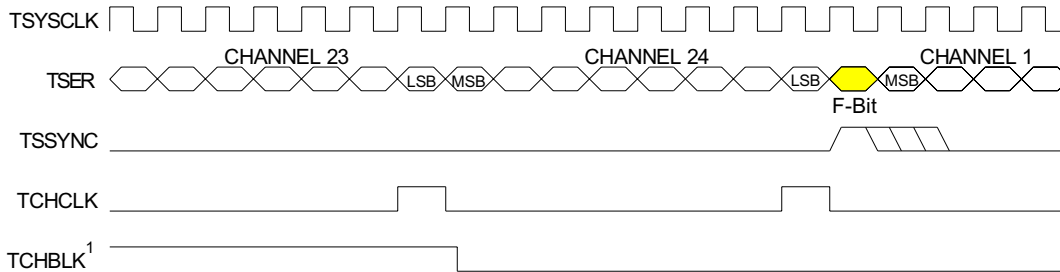 TSYSCLK
CHANNEL 23 CHANNEL 24 CHANNEL 1
TSER LSB MSB LSB MSB
F-Bit
TSSYNC
TCHCLK
TCHBLK1